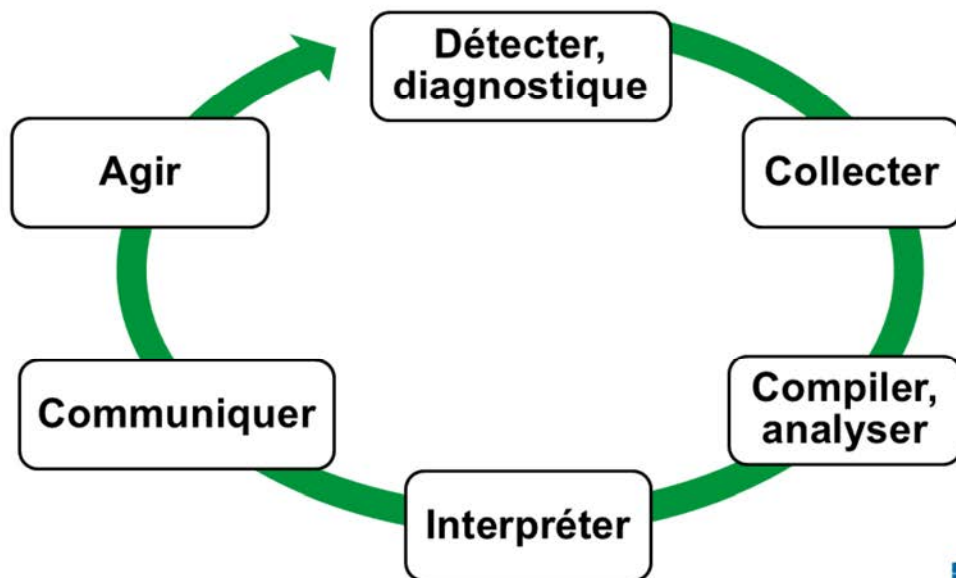 Détecter,
diagnostique
Collecter
Compiler,
analyser
Interpréter
Communiquer
Agir